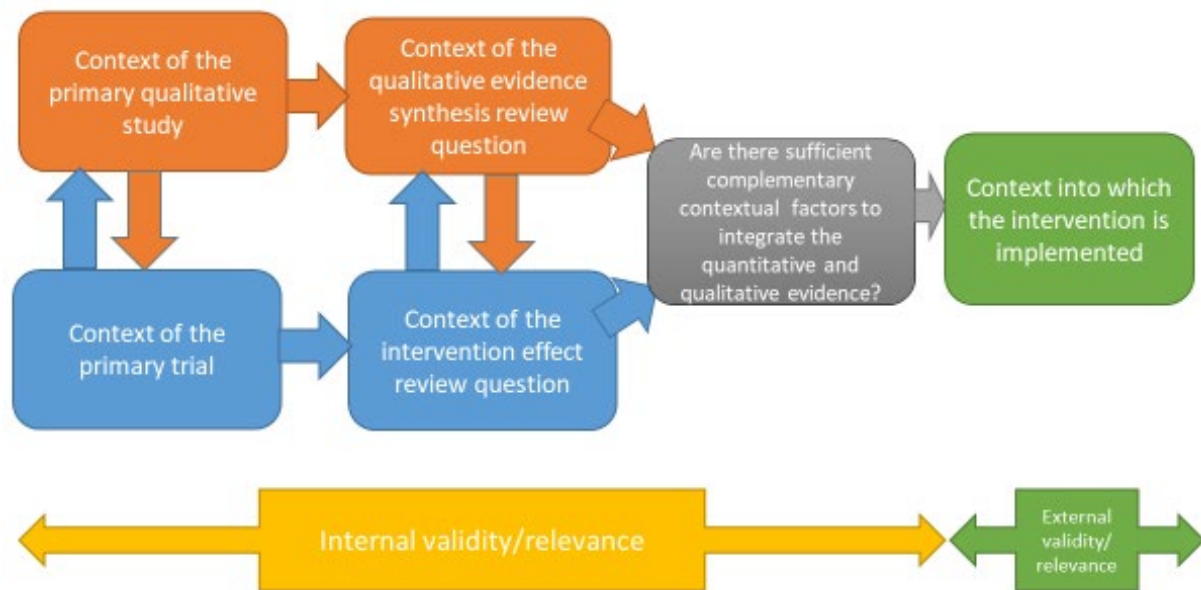 Context of the
primary qualitative
study
Context of the
qualitative evidence
synthesis review
question
Are there sufficient
complementary
contextual factors to
integrate the
quantitative and
qualitative evidence?
Context into which
the intervention is
implemented
Context of the
primary trial
Context of the
intervention effect
review question
Internal validity/relevance
External
validity/
relevance